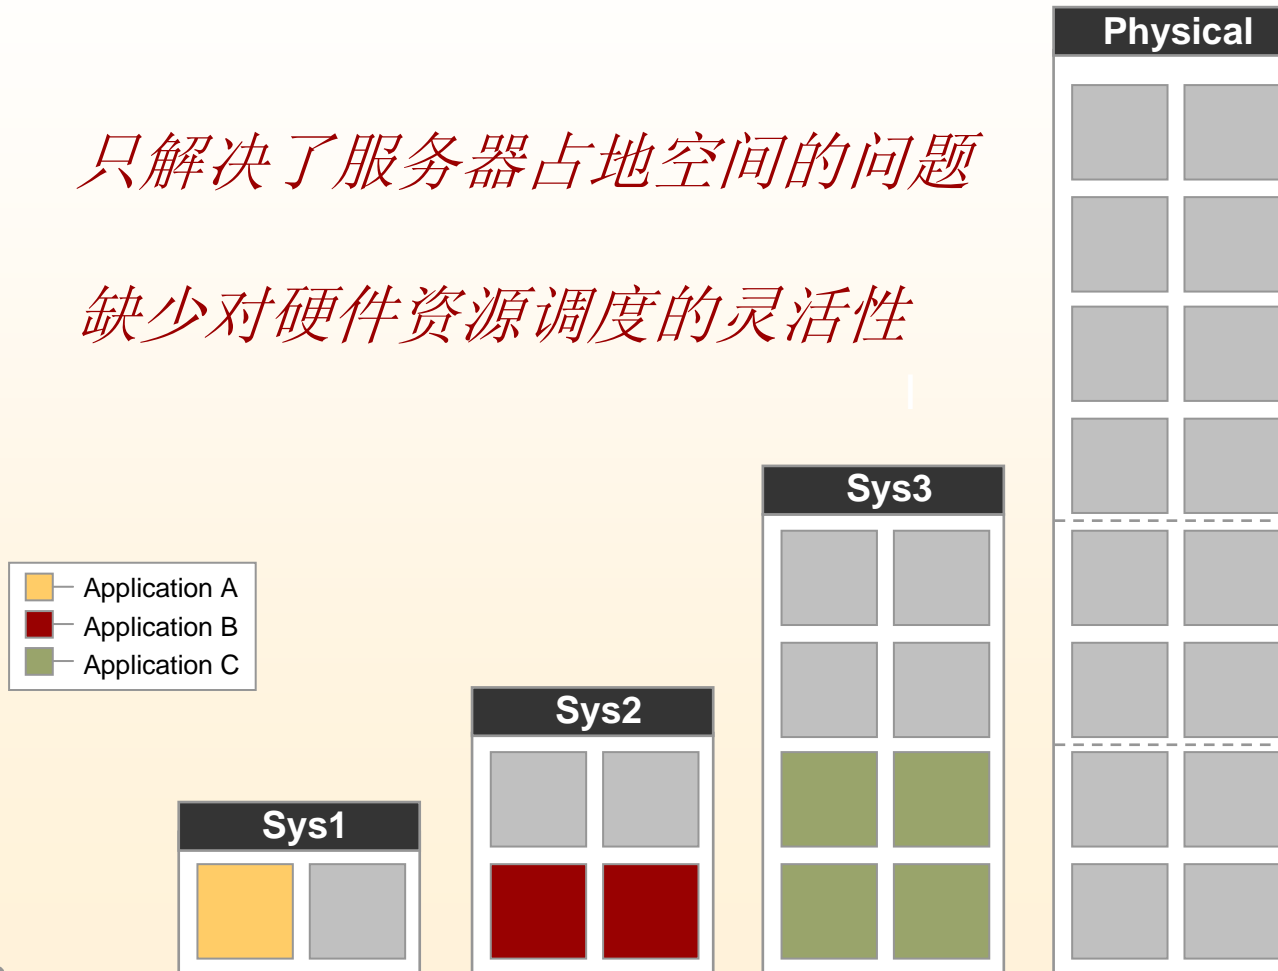 Physical
只解决了服务器占地空间的问题
缺少对硬件资源调度的灵活性
Sys3
Application A
Application B
Application C
Sys2
Sys1